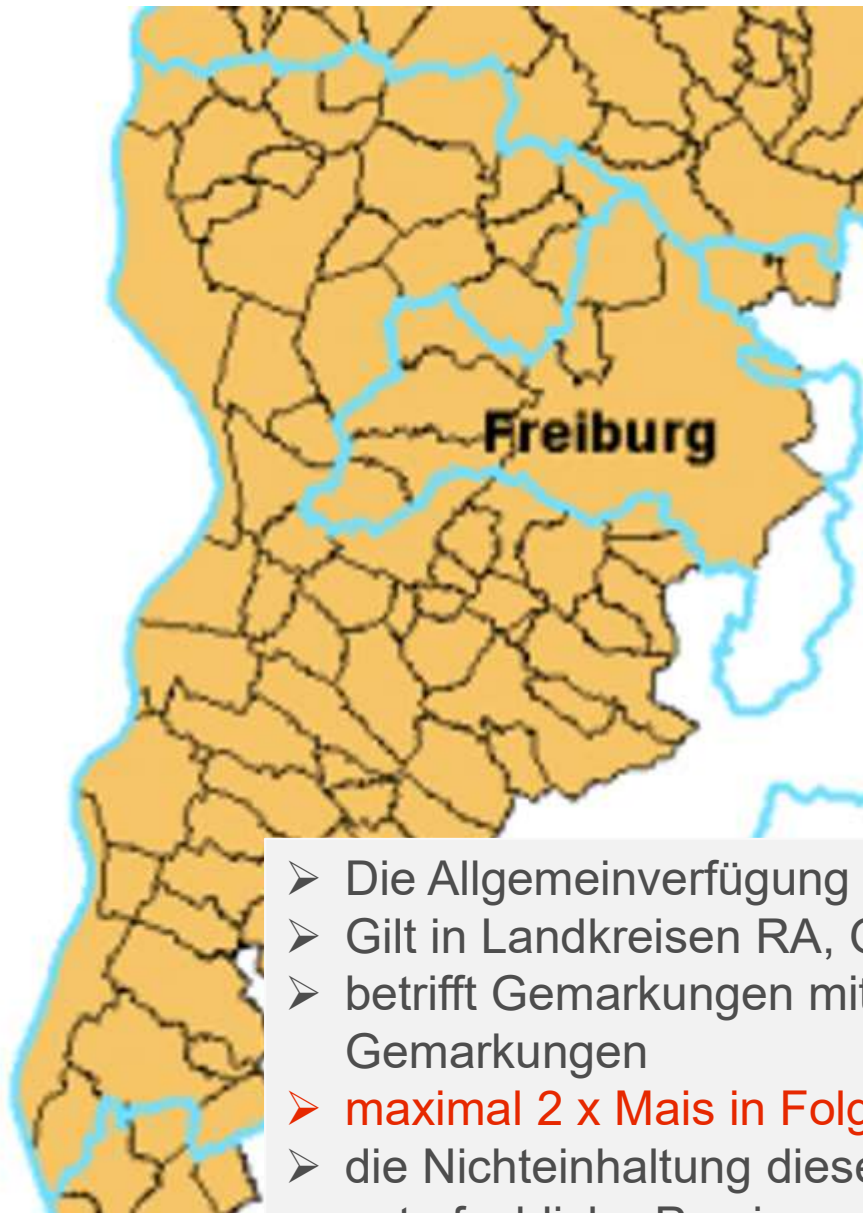 Freiburg
➢ Die Allgemeinverfügung
➢ Gilt in Landkreisen RA,
➢ betrifft Gemarkungen mit
Gemarkungen
➢ maximal 2 x Mais in Folg
➢ die Nichteinhaltung diese